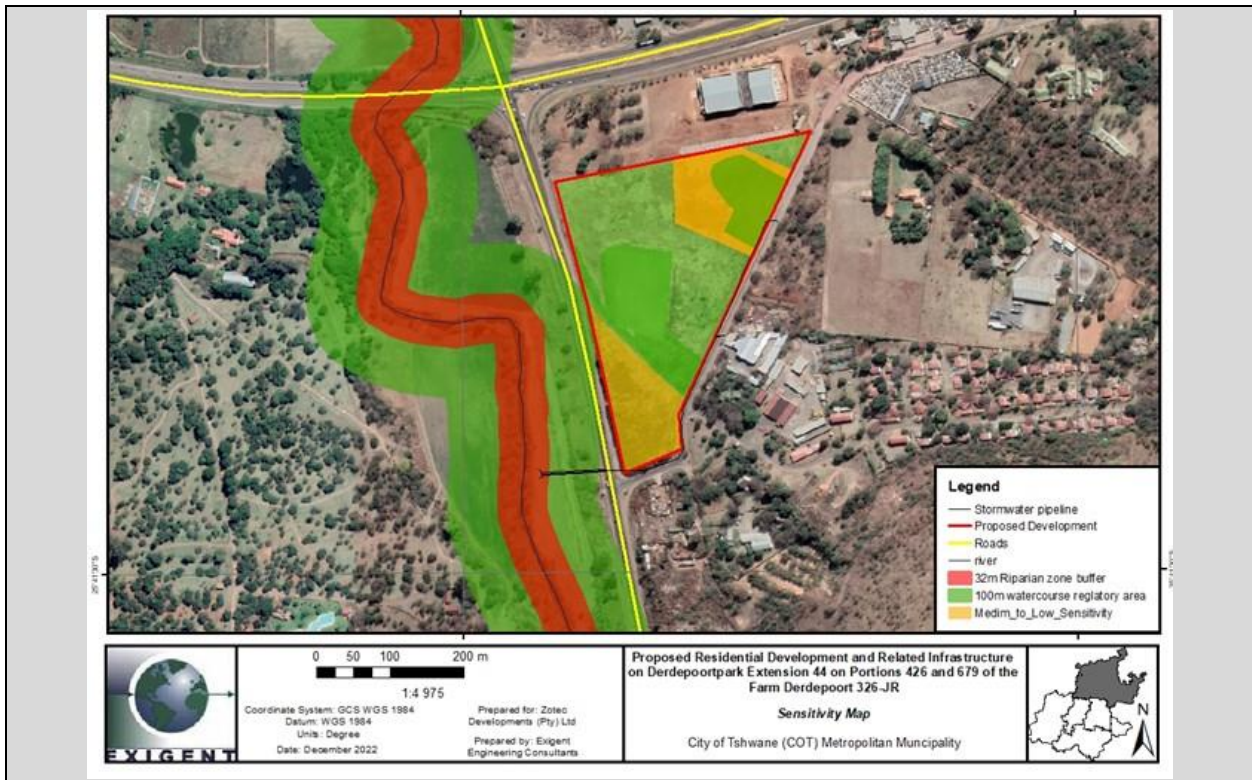 25°41'30"S
Legend
Stormwater pipeline
Proposed Development
Roads
river
32m Riparian zone buffer
100m watercourse reglatory area
Medim_to_Low_Sensitivity
EXIGENT
0 50 100 200 m
1:4 975
Coordinate System: GCS WGS 1984
Datum: WGS 1984
Units: Degree
Date: December 2022
Prepared for: Zotec
Developments (Pty) Ltd
Prepared by: Exigent
Engineering Consultants
Proposed Residential Development and Related Infrastructure
on Derdepoortpark Extension 44 on Portions 426 and 679 of the
Farm Derdepoort 326-JR
Sensitivity Map
City of Tshwane (COT) Metropolitan Muncipality
N